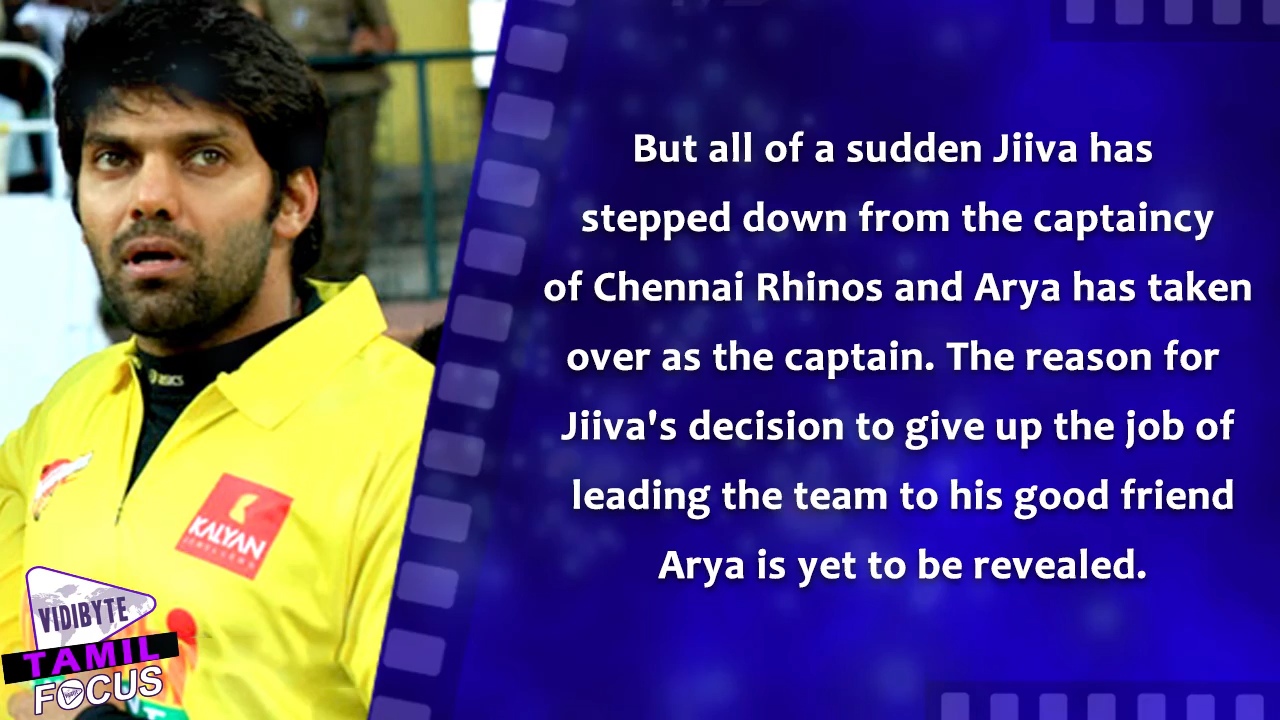 But all of a sudden Jiiva has
stepped down from the captaincy
of Chennai Rhinos and Arya has taken
over as the captain. The reason for
Jiiva's decision to give up the job of
leading the team to his good friend
Arya is yet to be revealed.
asics
KALYAN
JEWELLERS
VIDIBYTE
TAMIL
FOCUS